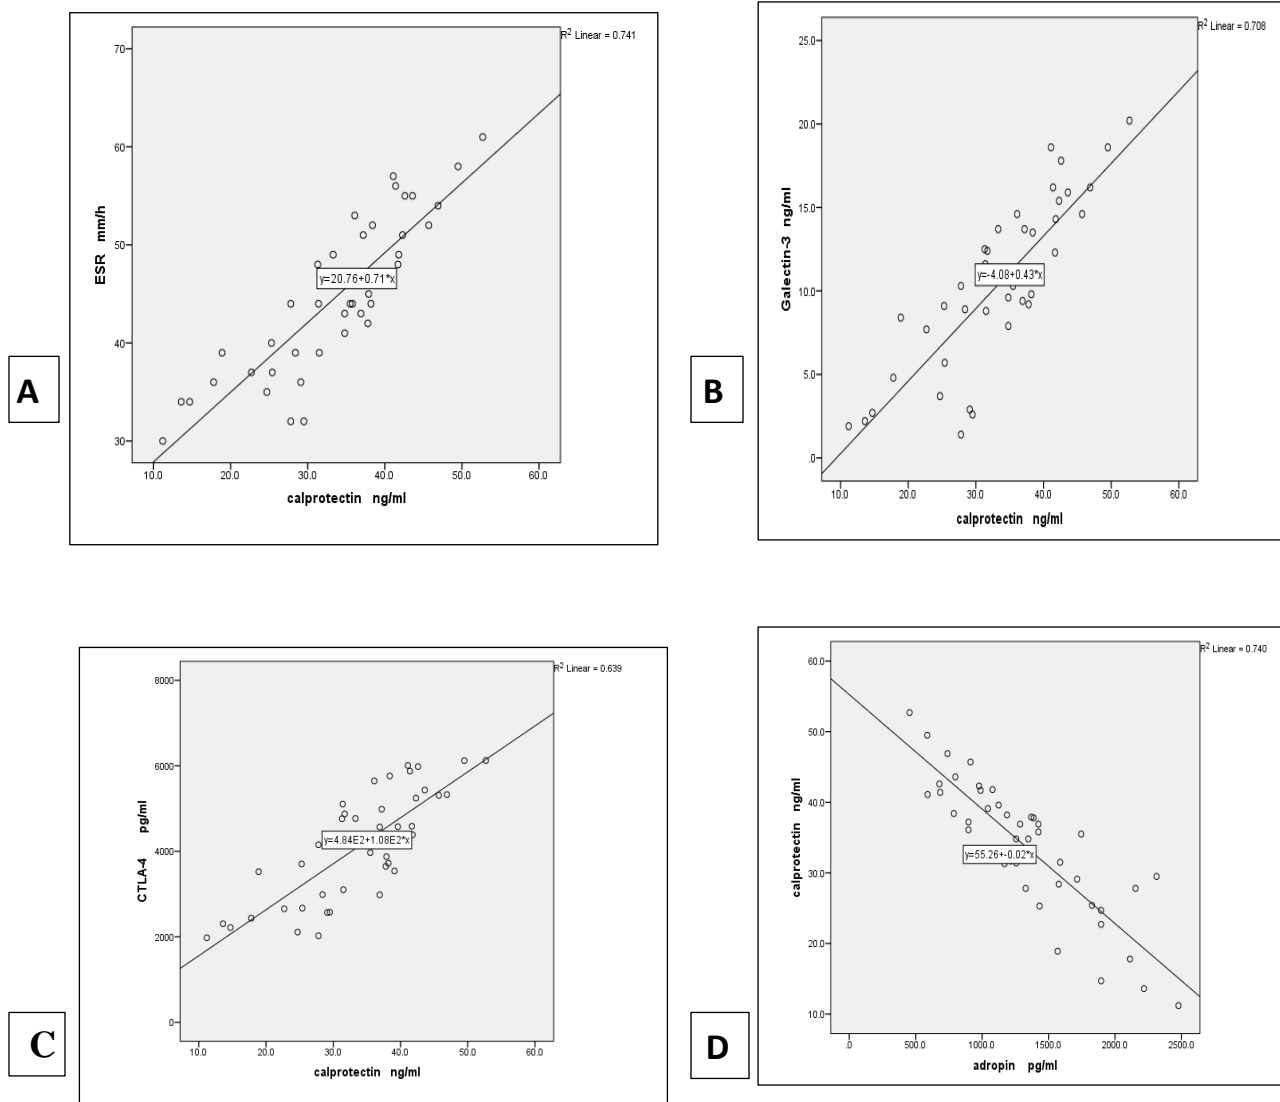 R² Linear = 0.741
70
60
50
40
30
ESR mm/h
y=20.76+0.71*x
10.0 20.0 30.0 40.0 50.0 60.0
calprotectin ng/ml
A
R² Linear = 0.708
25.0
20.0
15.0
10.0
5.0
.0
Galectin-3 ng/ml
y=-4.08+0.43*x
10.0 20.0 30.0 40.0 50.0 60.0
calprotectin ng/ml
B
R² Linear = 0.639
8000
6000
4000
2000
0
CTLA-4 pg/ml
y=4.84E2+1.08E2*x
10.0 20.0 30.0 40.0 50.0 60.0
calprotectin ng/ml
C
R² Linear = 0.740
60.0
50.0
40.0
30.0
20.0
10.0
calprotectin ng/ml
y=55.26+-0.02*x
.0 500.0 1000.0 1500.0 2000.0 2500.0
adropin pg/ml
D